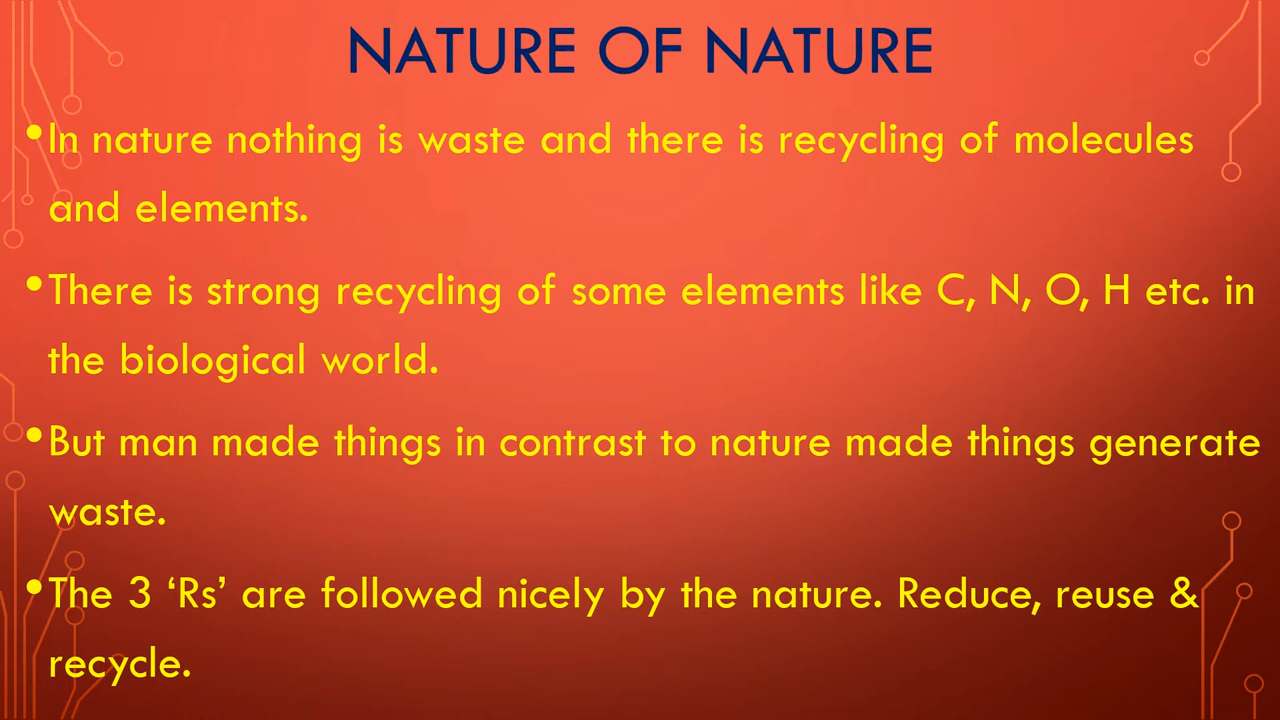 NATURE OF NATURE
•In nature nothing is waste and there is recycling of molecules
and elements.
•There is strong recycling of some elements like C, N, O, H etc. in
the biological world.
•But man made things in contrast to nature made things generate
waste.
•The 3 ‘Rs’ are followed nicely by the nature. Reduce, reuse &
recycle.